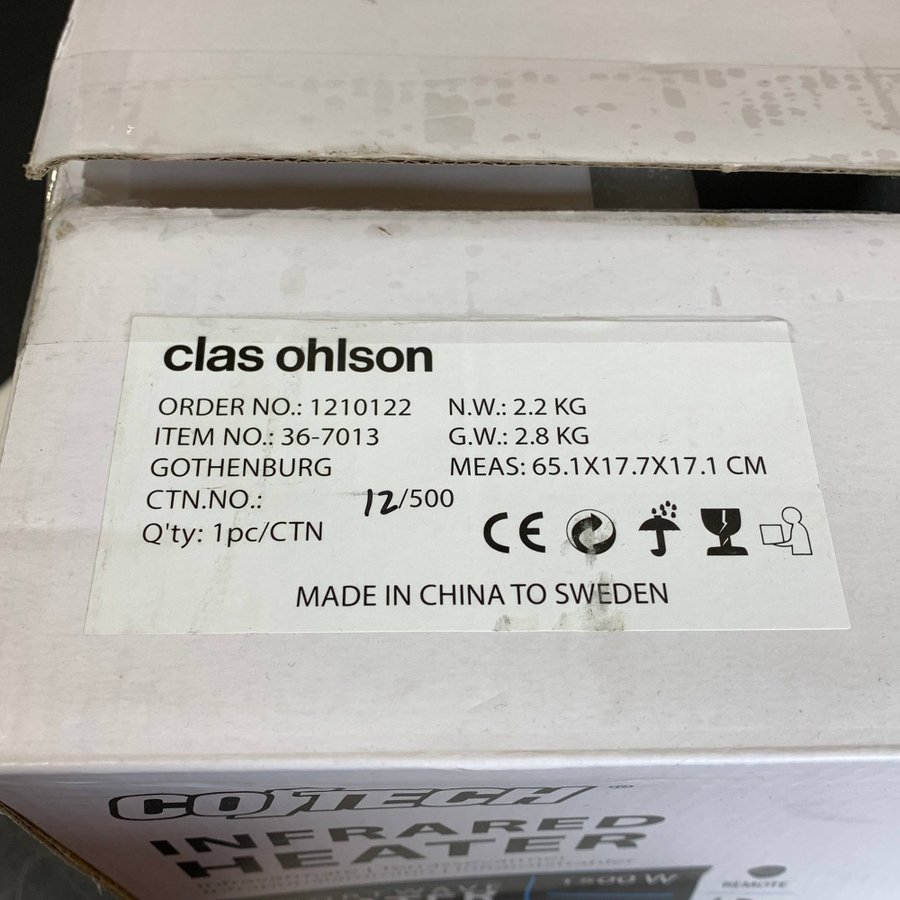 clas ohlson
ORDER NO.: 1210122 N.W.: 2.2 KG
ITEM NO.: 36-7013 G.W.: 2.8 KG
GOTHENBURG MEAS: 65.1X17.7X17.1 CM
CTN.NO.: 12/500
Q'ty: 1pc/CTN
CE
MADE IN CHINA TO SWEDEN
COTECH ®
INFRARED
HEATER
1500 W
REMOTE